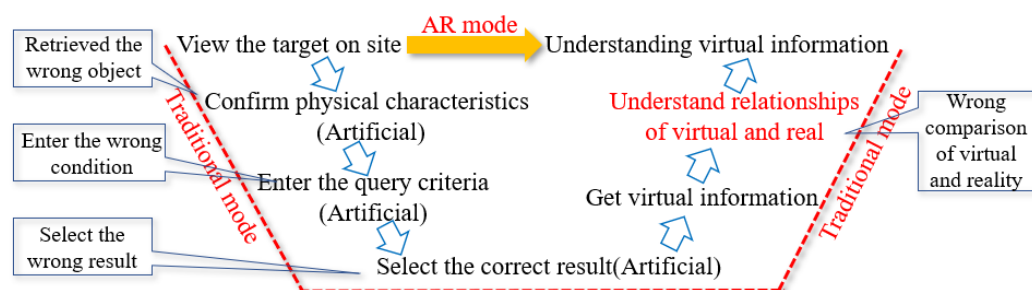 Retrieved the
wrong object
View the target on site
AR mode
Understanding virtual information
Confirm physical characteristics
(Artificial)
Understand relationships
of virtual and real
Wrong
comparison
of virtual
and reality
Enter the wrong
condition
Traditional mode
Traditional mode
Enter the query criteria
(Artificial)
Get virtual information
Select the
wrong result
Select the correct result(Artificial)